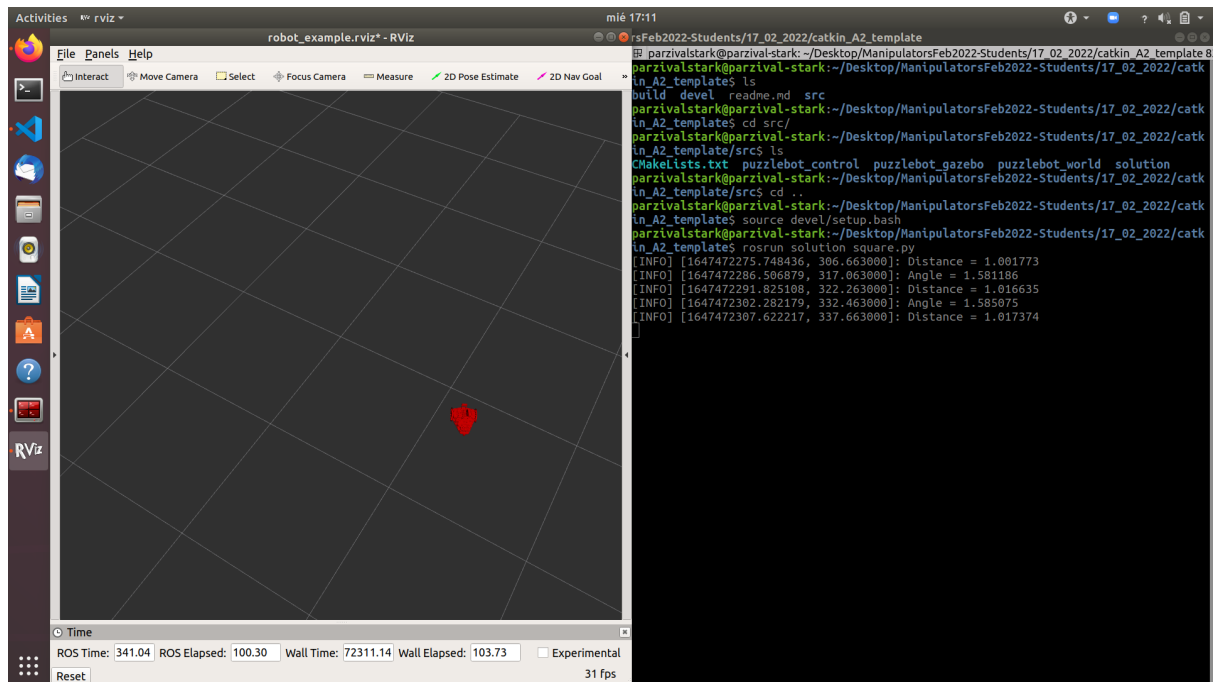 Activities
RViz rviz ▾
mié 17:11
robot_example.rviz* - RViz
rsFeb2022-Students/17_02_2022/catkin_A2_template
File Panels Help
Interact Move Camera Select Focus Camera Measure 2D Pose Estimate 2D Nav Goal »
parzivalstark@parzival-stark: ~/Desktop/ManipulatorsFeb2022-Students/17_02_2022/catkin_A2_template 8
parzivalstark@parzival-stark:~/Desktop/ManipulatorsFeb2022-Students/17_02_2022/catk
in_A2_template$ ls
build devel readme.md src
parzivalstark@parzival-stark:~/Desktop/ManipulatorsFeb2022-Students/17_02_2022/catk
in_A2_template$ cd src/
parzivalstark@parzival-stark:~/Desktop/ManipulatorsFeb2022-Students/17_02_2022/catk
in_A2_template/src$ ls
CMakeLists.txt puzzlebot_control puzzlebot_gazebo puzzlebot_world solution
parzivalstark@parzival-stark:~/Desktop/ManipulatorsFeb2022-Students/17_02_2022/catk
in_A2_template/src$ cd ..
parzivalstark@parzival-stark:~/Desktop/ManipulatorsFeb2022-Students/17_02_2022/catk
in_A2_template$ source devel/setup.bash
parzivalstark@parzival-stark:~/Desktop/ManipulatorsFeb2022-Students/17_02_2022/catk
in_A2_template$ rosrun solution square.py
[INFO] [1647472275.748436, 306.663000]: Distance = 1.001773
[INFO] [1647472286.506879, 317.063000]: Angle = 1.581186
[INFO] [1647472291.825108, 322.263000]: Distance = 1.016635
[INFO] [1647472302.282179, 332.463000]: Angle = 1.585075
[INFO] [1647472307.622217, 337.663000]: Distance = 1.017374
RViz
Time
ROS Time: 341.04 ROS Elapsed: 100.30 Wall Time: 72311.14 Wall Elapsed: 103.73 Experimental
Reset
31 fps